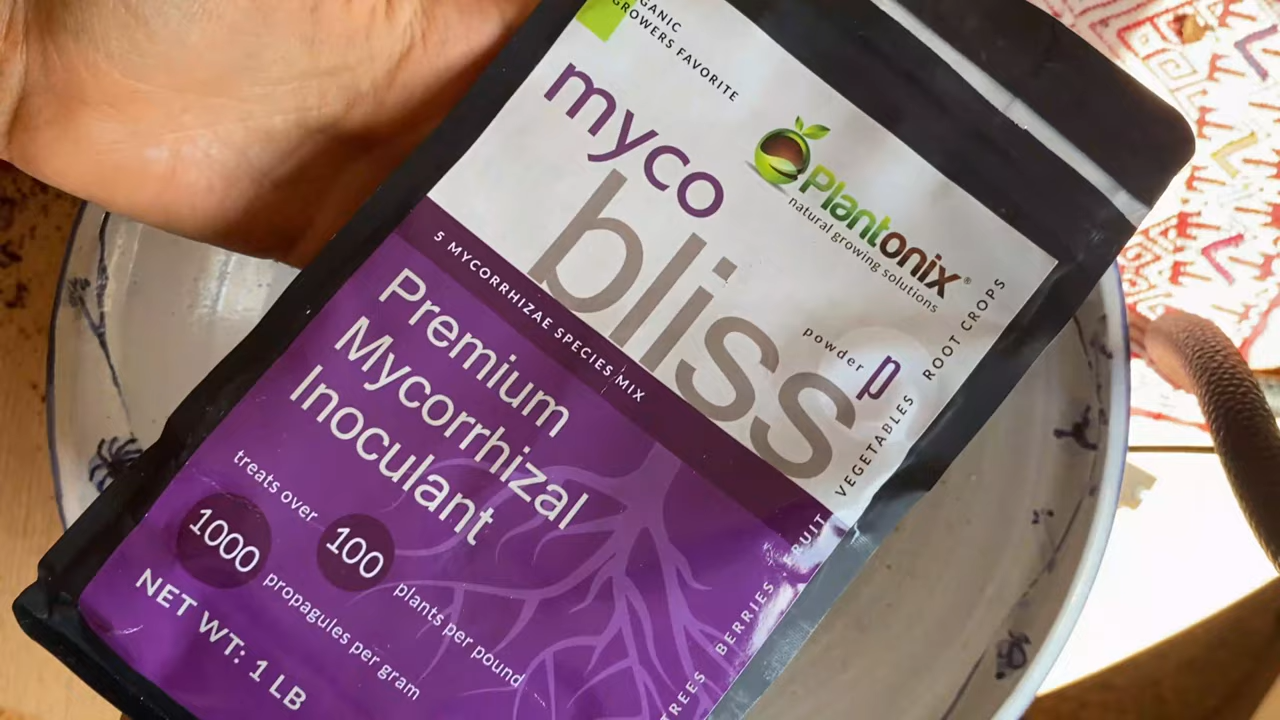 GANIC
GROWERS FAVORITE
myco
bliss
Plantonix®
natural growing solutions
powder p
5 MYCORRHIZAE SPECIES MIX
Premium
Mycorrhizal
Inoculant
treats over
1000 propagules per gram
100 plants per pound
NET WT: 1 LB
TREES BERRIES FRUIT VEGETABLES ROOT CROPS